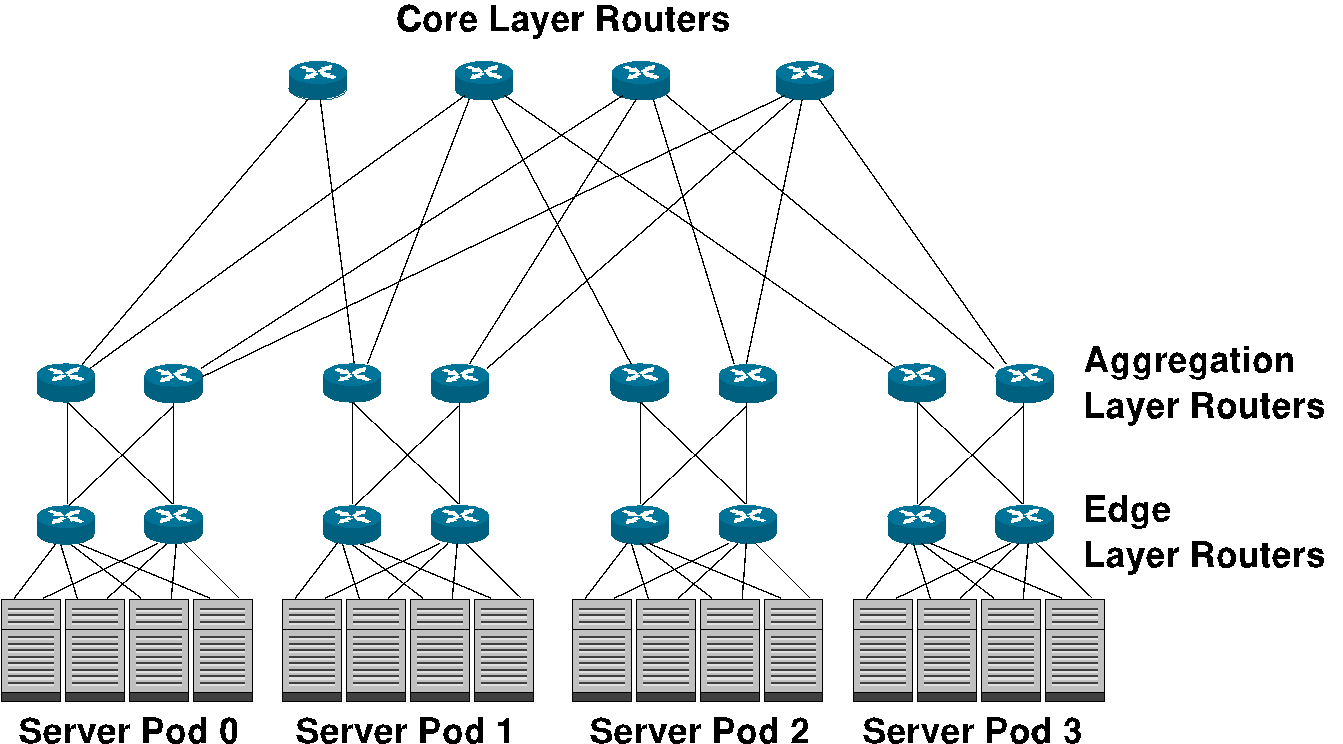 Core Layer Routers
Aggregation
Layer Routers
Edge
Layer Routers
Server Pod 0
Server Pod 1
Server Pod 2
Server Pod 3